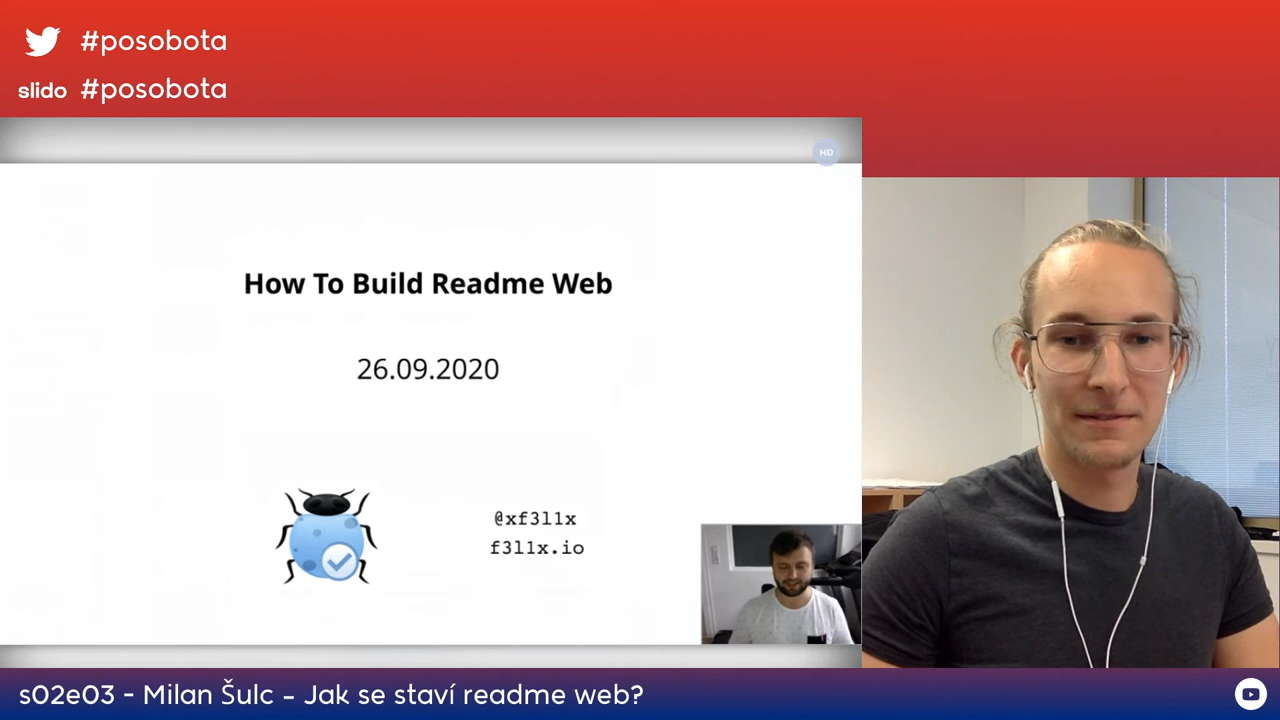 #posobota
slido #posobota
HD
How To Build Readme Web
26.09.2020
@xf3l1x
f3l1x.io
s02e03 - Milan Šulc - Jak se staví readme web?